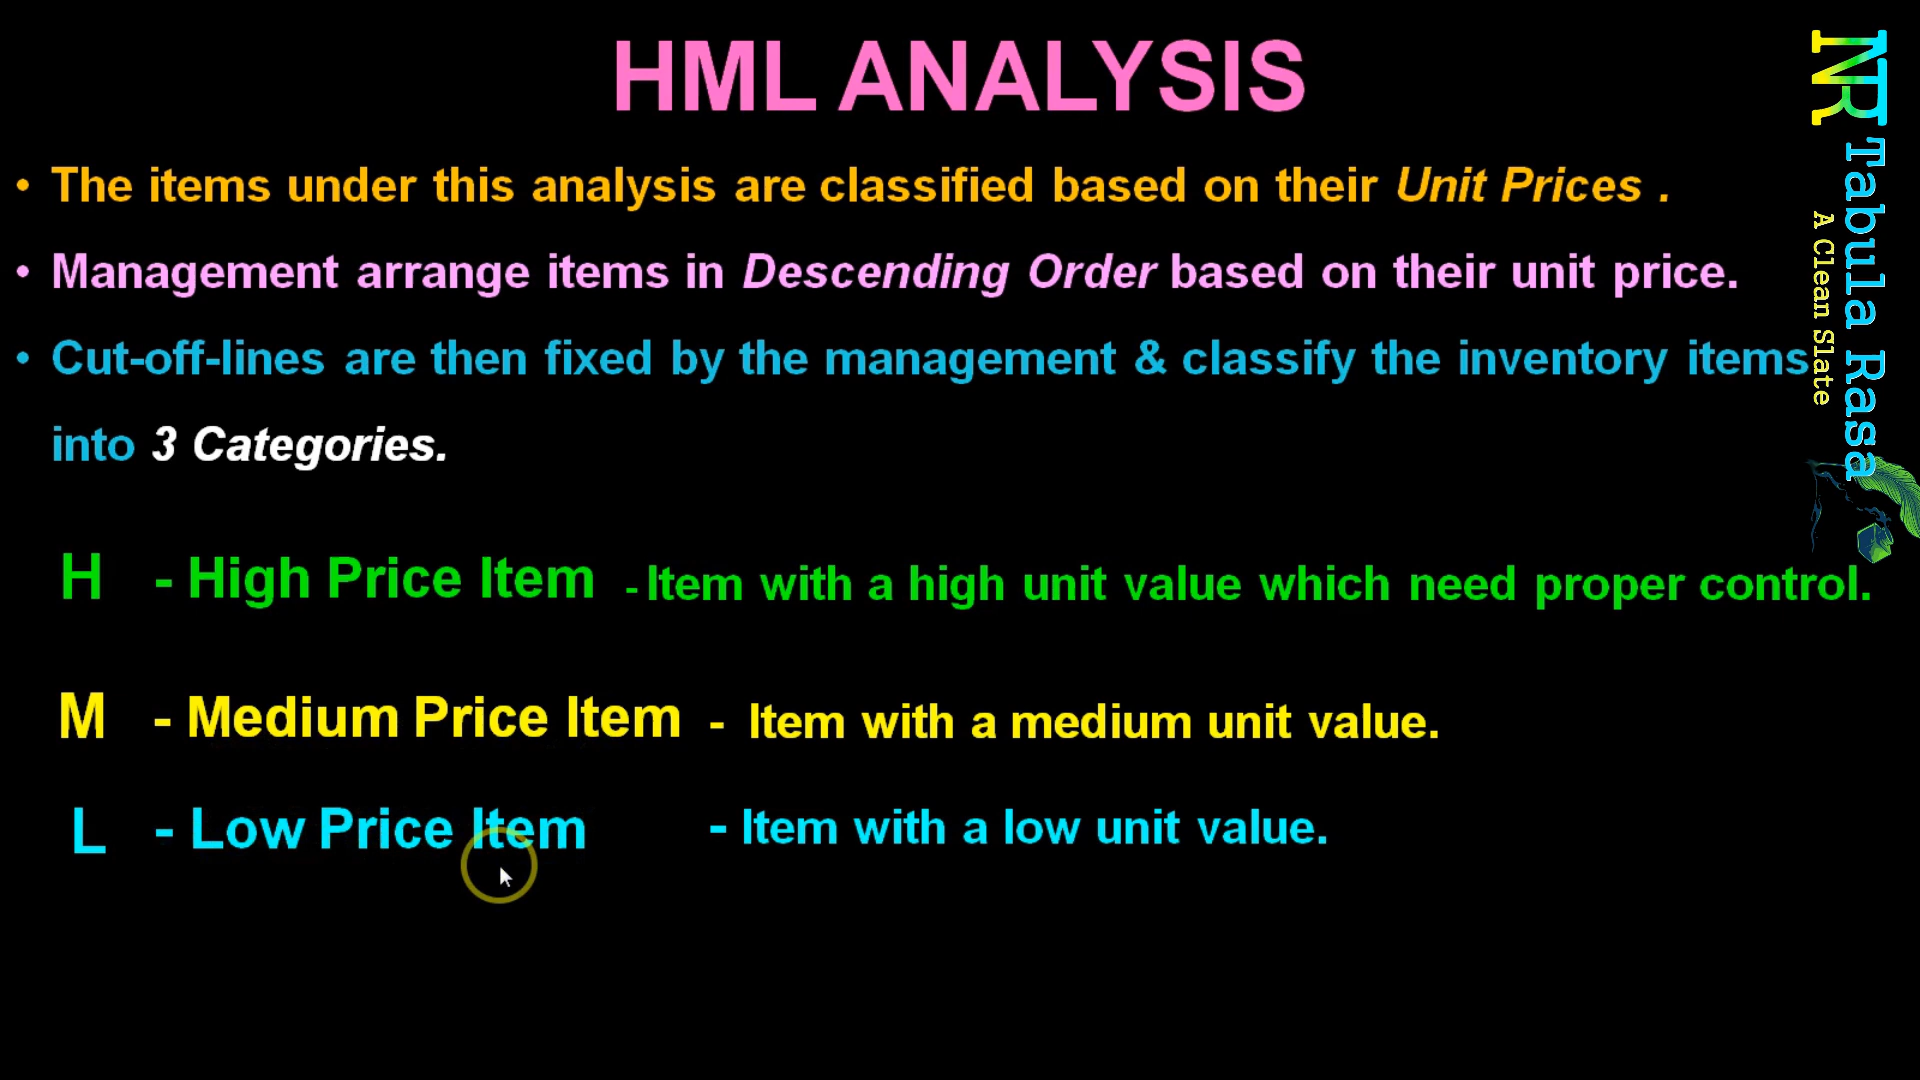 HML ANALYSIS
• The items under this analysis are classified based on their Unit Prices .
• Management arrange items in Descending Order based on their unit price.
• Cut-off-lines are then fixed by the management & classify the inventory items
into 3 Categories.
H - High Price Item - Item with a high unit value which need proper control.
M - Medium Price Item - Item with a medium unit value.
L - Low Price Item - Item with a low unit value.
NR
Tabula Rasa
A Clean Slate